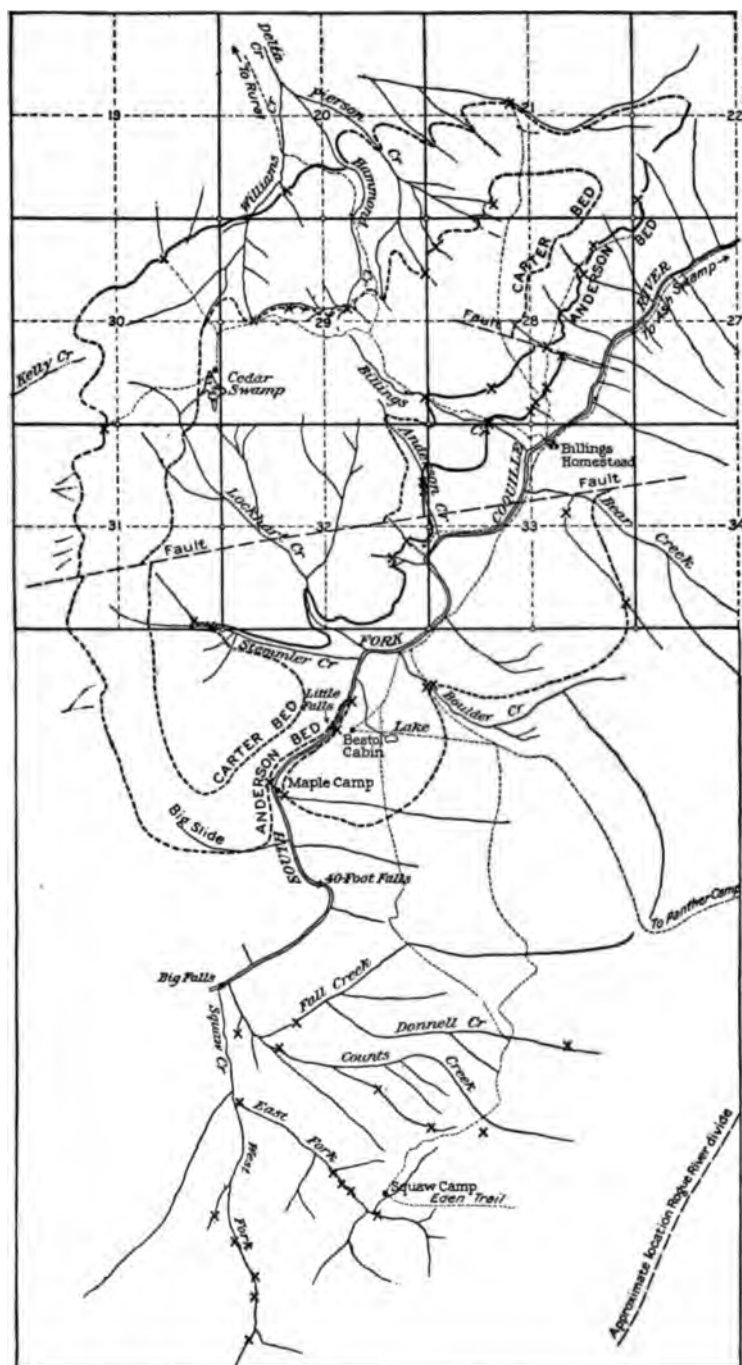 Delta
Cr
To Rural
Pierson
Cr
19
20
22
Williams
Hummond
Cr
CARTER BED
ANDERSON BED
RIVER
To Ash Swamp
Fault
30
29
28
27
Kelly Cr
Cedar
Swamp
Billings
Cr
Anderson
Cr
COQUILLE
Billings
Homestead
Fault
Lockhart Cr
Bear
Creek
31
32
33
34
Fault
FORK
Stemmler Cr
Little
Falls
Boulder Cr
Lake
Besto
Cabin
CARTER BED
ANDERSON BED
Maple Camp
Big Slide
SOUTH
40-Foot Falls
To Panther Camp
Big Falls
Fall Creek
Squaw Cr
Donnell Cr
Counts
Creek
East
Fork
West
Fork
Squaw Camp
Eden Trail
Approximate location Rogue River divide